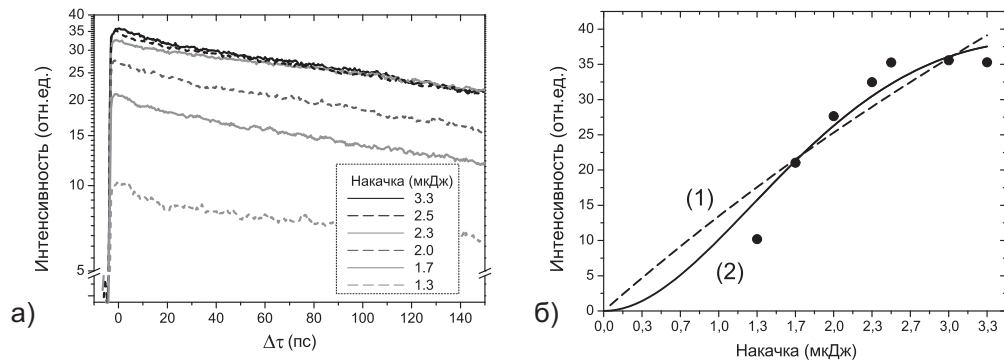 40
35
30
25
20
15
10
5
Интенсивность (отн.ед.)
Накачка (мкДж)
3.3
2.5
2.3
2.0
1.7
1.3
0 20 40 60 80 100 120 140
Δτ (пс)
а)
40
35
30
25
20
15
10
5
0
Интенсивность (отн.ед.)
(1)
(2)
0,0 0,3 0,7 1,0 1,3 1,7 2,0 2,3 2,7 3,0 3,3
Накачка (мкДж)
б)